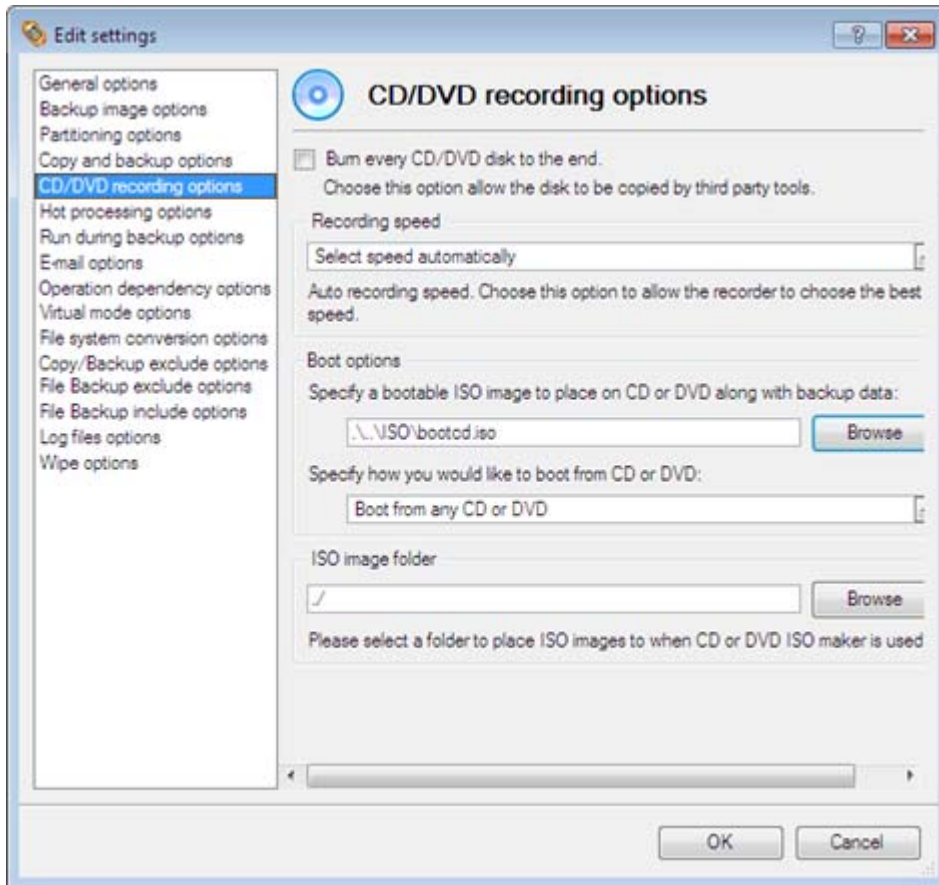 Edit settings
General options
Backup image options
Partitioning options
Copy and backup options
CD/DVD recording options
Hot processing options
Run during backup options
E-mail options
Operation dependency options
Virtual mode options
File system conversion options
Copy/Backup exclude options
File Backup exclude options
File Backup include options
Log files options
Wipe options
CD/DVD recording options
Burn every CD/DVD disk to the end.
Choose this option allow the disk to be copied by third party tools.
Recording speed
Select speed automatically
Auto recording speed. Choose this option to allow the recorder to choose the best
speed.
Boot options
Specify a bootable ISO image to place on CD or DVD along with backup data:
.\..\ISO\bootcd.iso
Browse
Specify how you would like to boot from CD or DVD:
Boot from any CD or DVD
ISO image folder
./
Browse
Please select a folder to place ISO images to when CD or DVD ISO maker is used
OK
Cancel